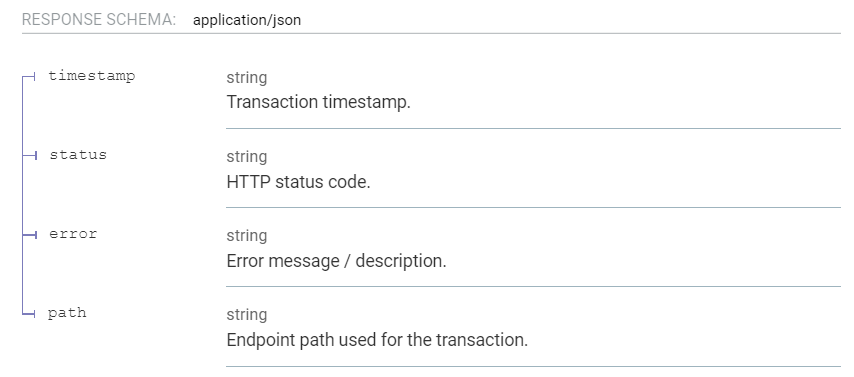 RESPONSE SCHEMA: application/json
timestamp
string
Transaction timestamp.
status
string
HTTP status code.
error
string
Error message / description.
path
string
Endpoint path used for the transaction.